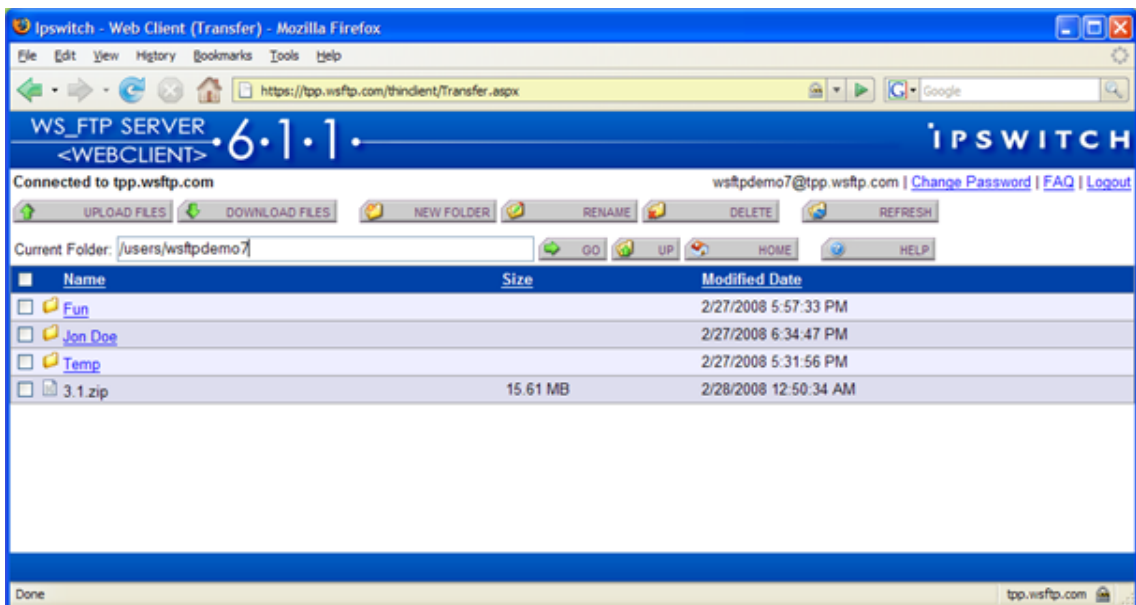 Ipswitch - Web Client (Transfer) - Mozilla Firefox
File Edit View History Bookmarks Tools Help
https://tpp.wsftp.com/thinclient/Transfer.aspx Google
WS_FTP SERVER
<WEBCLIENT> •6•1•1•
IPSWITCH
Connected to tpp.wsftp.com wsftpdemo7@tpp.wsftp.com | Change Password | FAQ | Logout
UPLOAD FILES DOWNLOAD FILES NEW FOLDER RENAME DELETE REFRESH
Current Folder: /users/wsftpdemo7 GO UP HOME HELP
Name Size Modified Date
Fun 2/27/2008 5:57:33 PM
Jon Doe 2/27/2008 6:34:47 PM
Temp 2/27/2008 5:31:56 PM
3.1.zip 15.61 MB 2/28/2008 12:50:34 AM
Done tpp.wsftp.com